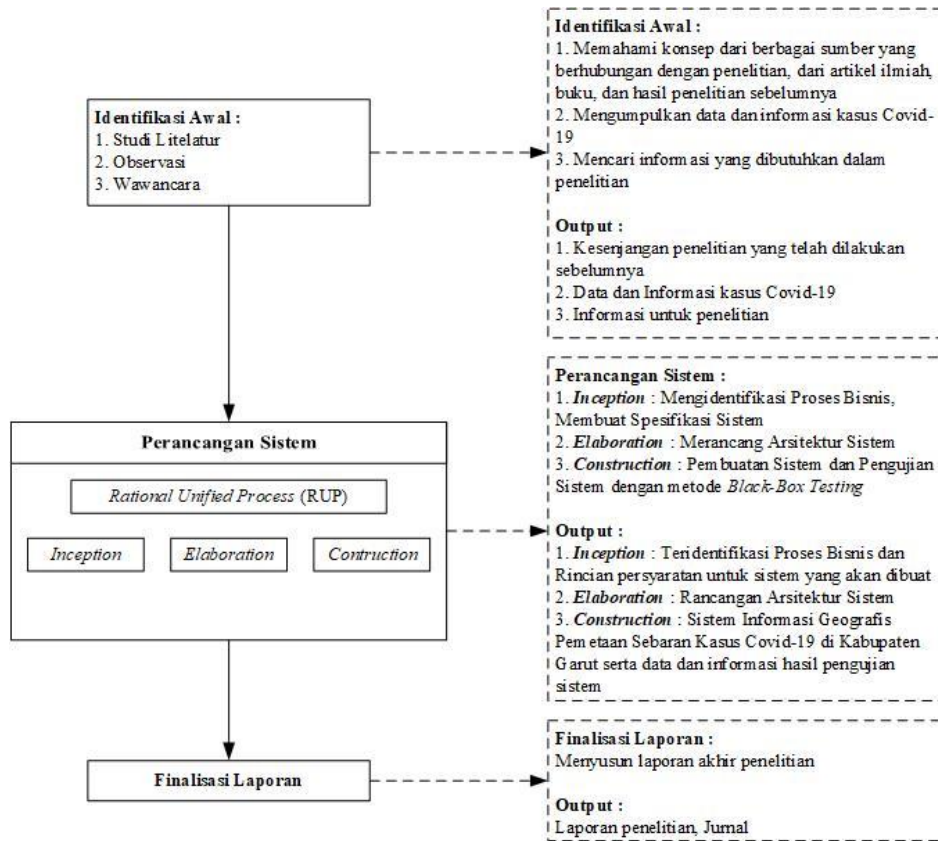 Identifikasi Awal :
1. Studi Litelatur
2. Observasi
3. Wawancara
Identifikasi Awal :
1. Memahami konsep dari berbagai sumber yang
berhubungan dengan penelitian, dari artikel ilmiah,
buku, dan hasil penelitian sebelumnya
2. Mengumpulkan data dan informasi kasus Covid-
19
3. Mencari informasi yang dibutuhkan dalam
penelitian
Output :
1. Kesenjangan penelitian yang telah dilakukan
sebelumnya
2. Data dan Informasi kasus Covid-19
3. Informasi untuk penelitian
Perancangan Sistem
Rational Unified Process (RUP)
Inception
Elaboration
Contruction
Perancangan Sistem :
1. Inception : Mengidentifikasi Proses Bisnis,
Membuat Spesifikasi Sistem
2. Elaboration : Merancang Arsitektur Sistem
3. Construction : Pembuatan Sistem dan Pengujian
Sistem dengan metode Black-Box Testing
Output :
1. Inception : Teridentifikasi Proses Bisnis dan
Rincian persyaratan untuk sistem yang akan dibuat
2. Elaboration : Rancangan Arsitektur Sistem
3. Construction : Sistem Informasi Geografis
Pemetaan Sebaran Kasus Covid-19 di Kabupaten
Garut serta data dan informasi hasil pengujian
sistem
Finalisasi Laporan
Finalisasi Laporan :
Menyusun laporan akhir penelitian
Output :
Laporan penelitian, Jurnal